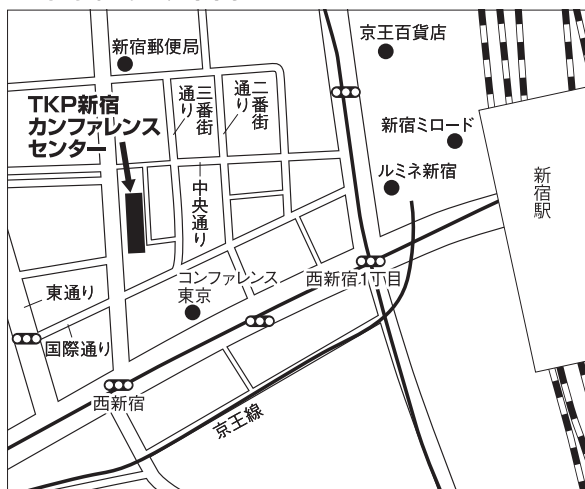 新宿郵便局
京王百貨店
TKP新宿
カンファレンス
センター
三番街
通り
二番街
通り
新宿ミロード
ルミネ新宿
新宿駅
中央通り
コンファレンス
東京
西新宿1丁目
東通り
国際通り
西新宿
京王線